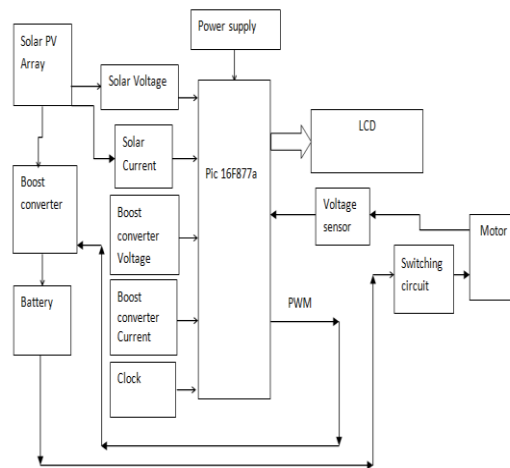 Solar PV
Array
Power supply
Solar Voltage
LCD
Solar
Current
Pic 16F877a
Boost
converter
Boost
converter
Voltage
Voltage
sensor
Motor
Switching
circuit
Battery
Boost
converter
Current
PWM
Clock